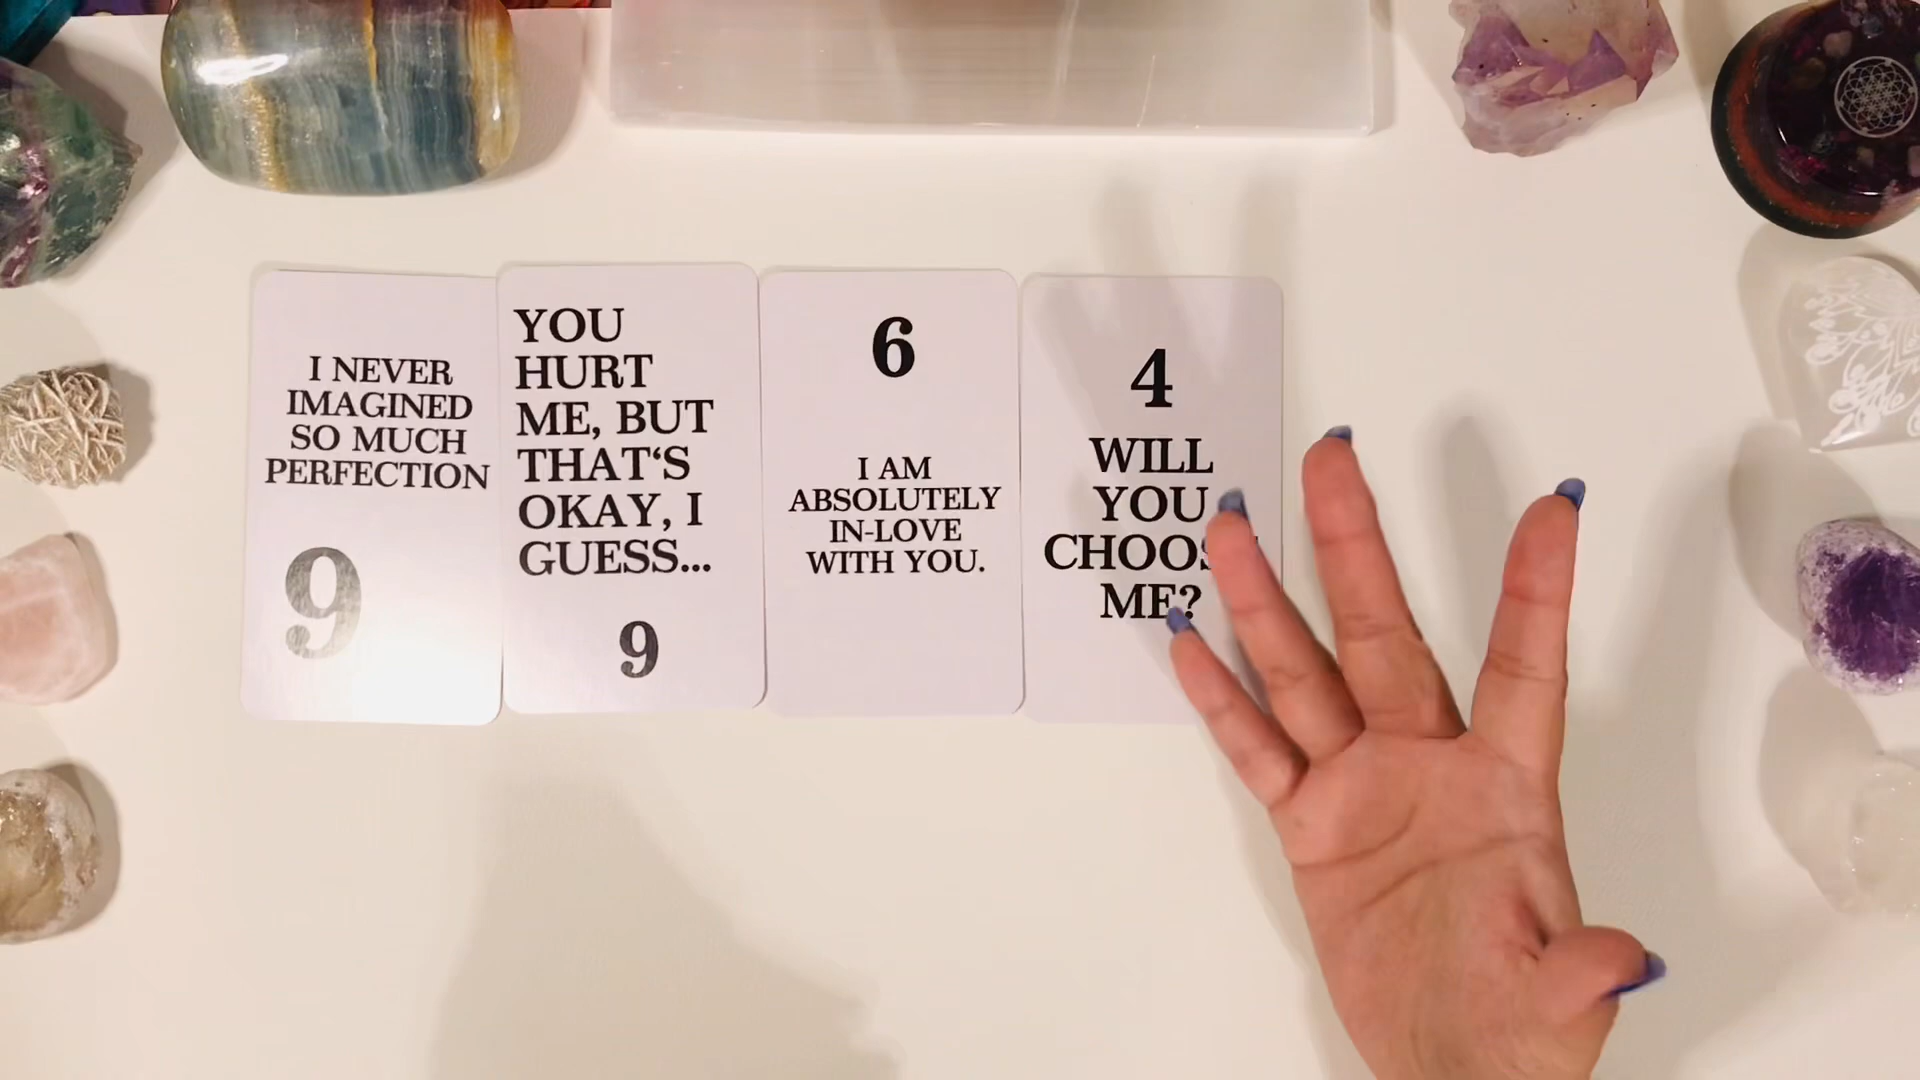 I NEVER
IMAGINED
SO MUCH
PERFECTION
9
YOU
HURT
ME, BUT
THAT‘S
OKAY, I
GUESS...
9
6
I AM
ABSOLUTELY
IN-LOVE
WITH YOU.
4
WILL
YOU
CHOOSE
ME?